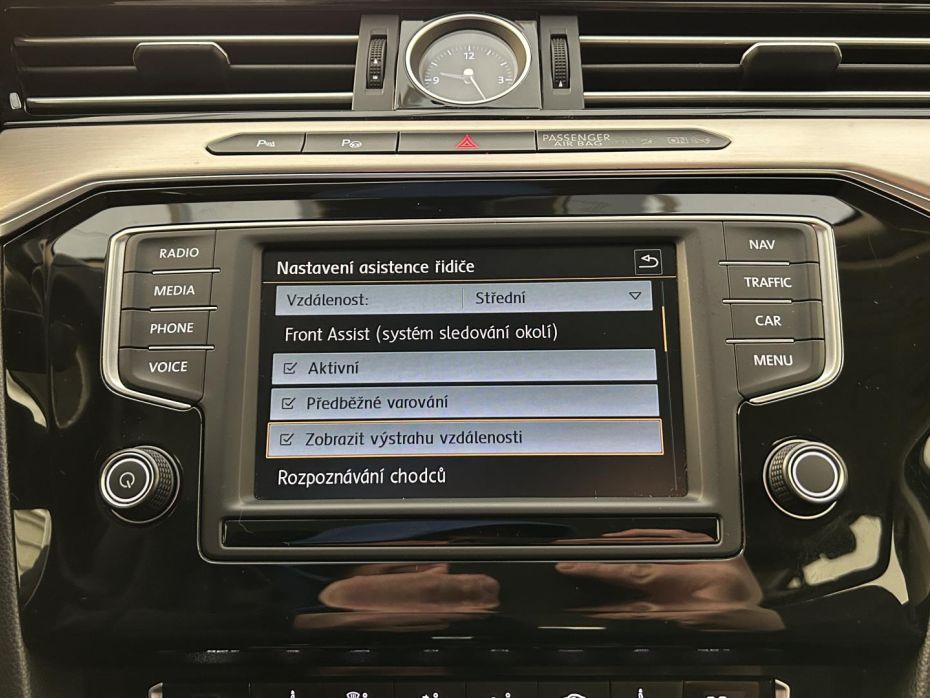 12
9
3
P
P
PASSENGER
AIR BAG
ON
RADIO
MEDIA
PHONE
VOICE
Nastavení asistence řidiče
Vzdálenost: Střední
Front Assist (systém sledování okolí)
Aktivní
Předběžné varování
Zobrazit výstrahu vzdálenosti
Rozpoznávání chodců
NAV
TRAFFIC
CAR
MENU